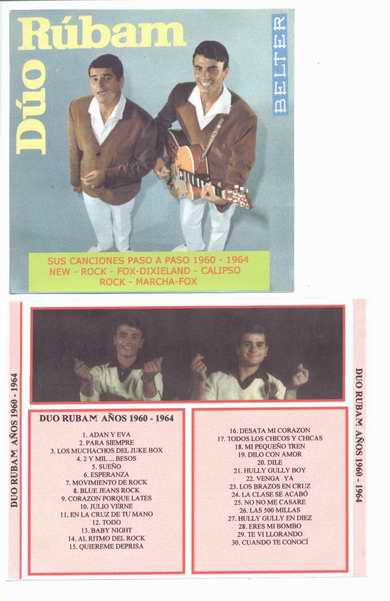 Dúo Rúbam
BELTER
SUS CANCIONES PASO A PASO 1960 - 1964
NEW - ROCK - FOX-DIXIELAND - CALIPSO
ROCK - MARCHA-FOX
DUO RUBAM AÑOS 1960 - 1964
DUO RUBAM AÑOS 1960 - 1964
1. ADAN Y EVA
2. PARA SIEMPRE
3. LOS MUCHACHOS DEL JUKE BOX
4. 2 Y MIL ... BESOS
5. SUEÑO
6. ESPERANZA
7. MOVIMIENTO DE ROCK
8. BLUE JEANS ROCK
9. CORAZON PORQUE LATES
10. JULIO VERNE
11. EN LA CRUZ DE TU MANO
12. TODO
13. BABY NIGHT
14. AL RITMO DEL ROCK
15. QUIEREME DEPRISA
16. DESATA MI CORAZON
17. TODOS LOS CHICOS Y CHICAS
18. MI PEQUEÑO TREN
19. DILO CON AMOR
20. DILE
21. HULLY GULLY BOY
22. VENGA YA
23. LOS BRAZOS EN CRUZ
24. LA CLASE SE ACABÓ
25. NO NO ME CASARE
26. LAS 500 MILLAS
27. HULLY GULLY EN DIEZ
28. ERES MI BOMBO
29. TE VI LLORANDO
30. CUANDO TE CONOCÍ
DUO RUBAM AÑOS 1960 - 1964